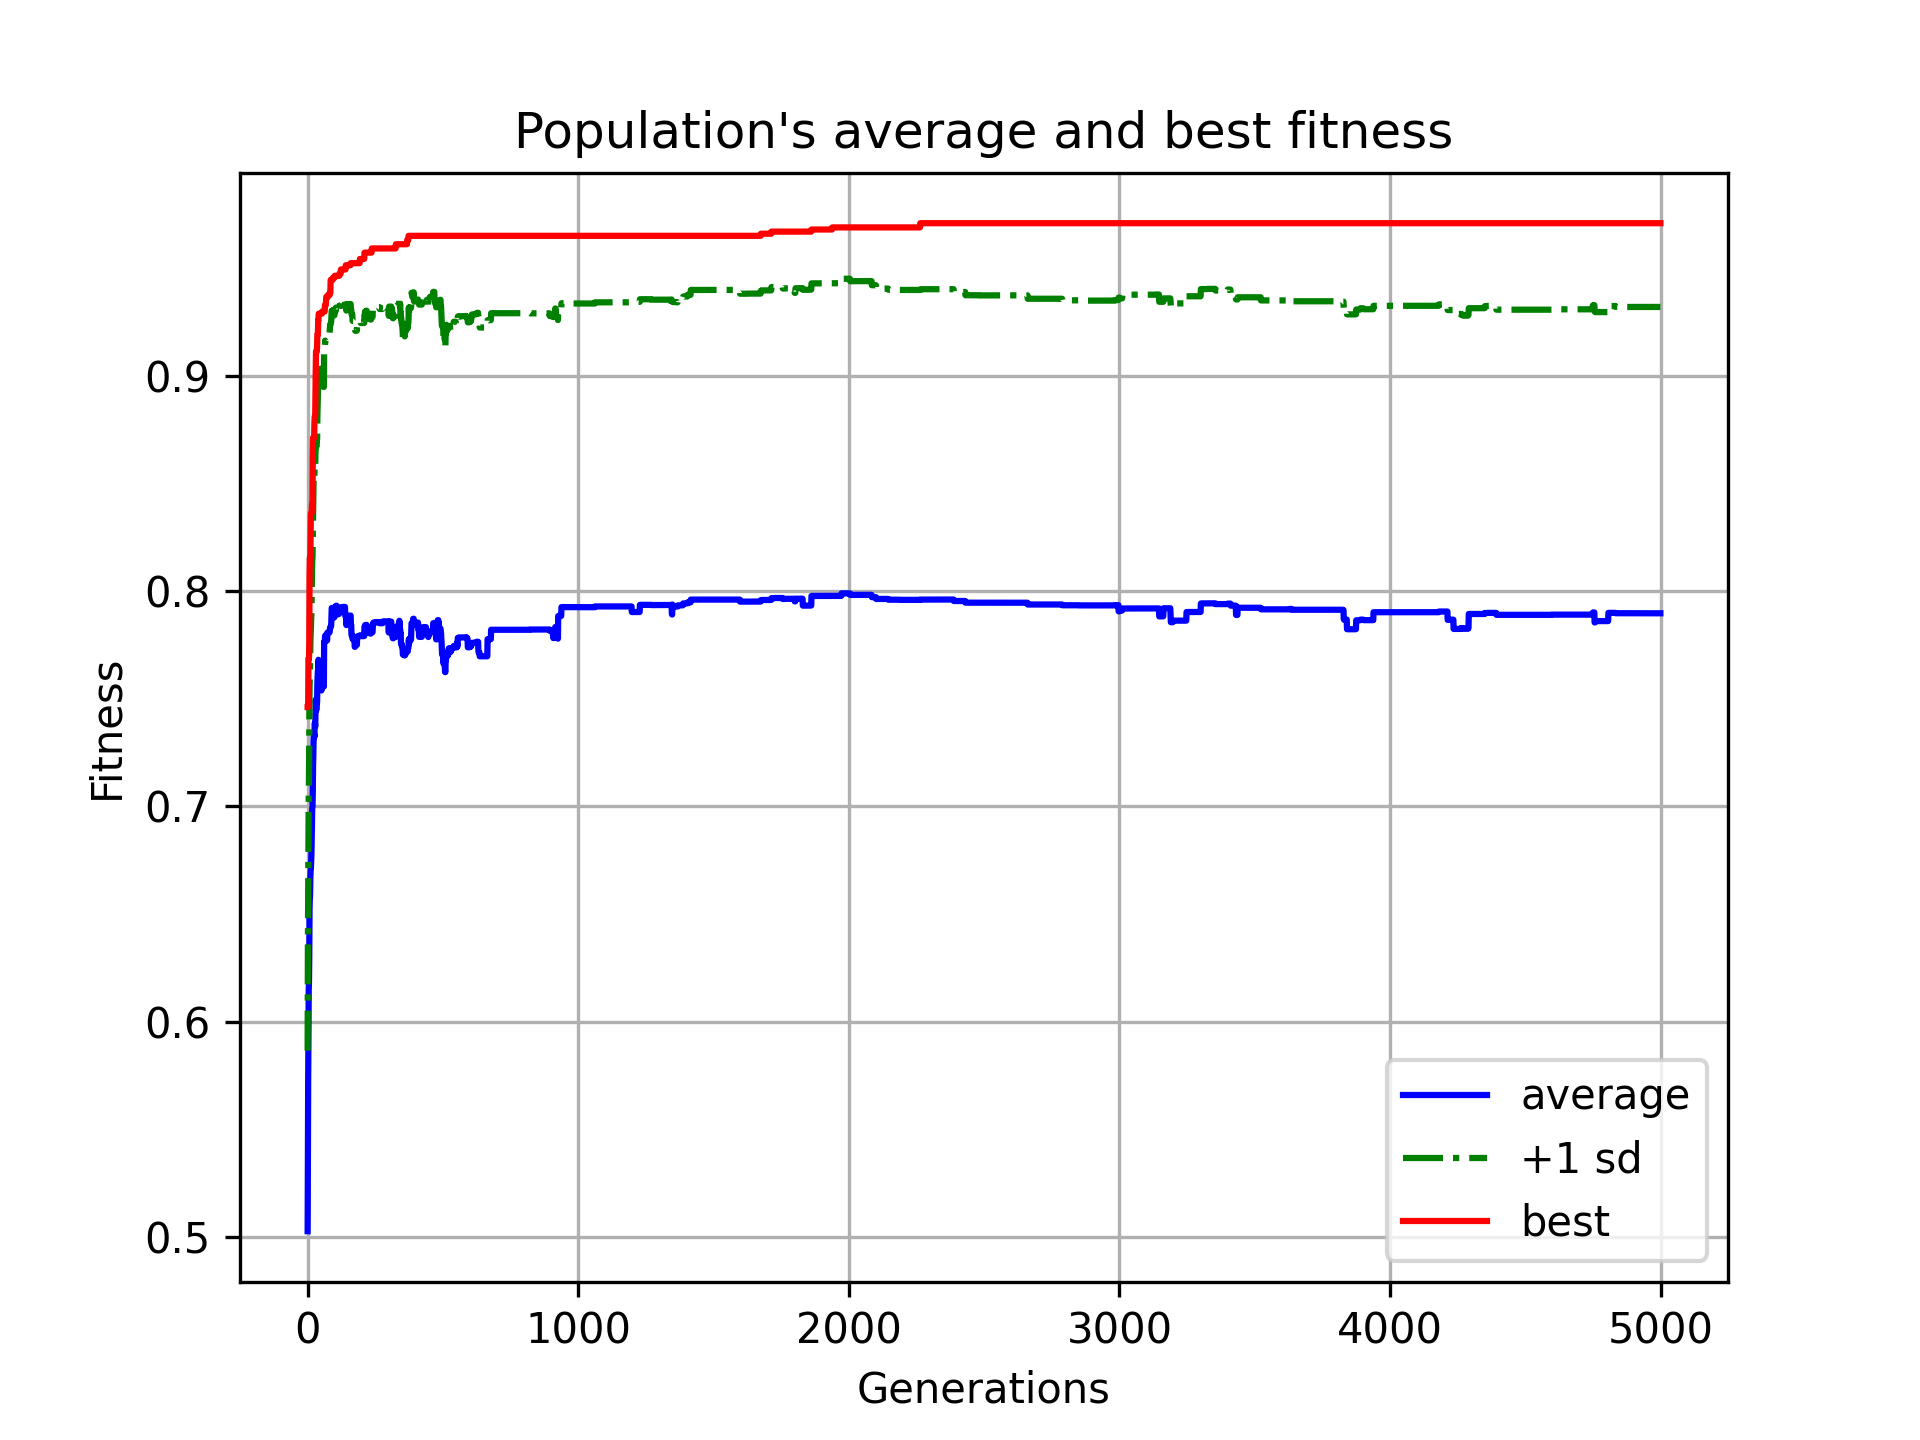 Population's average and best fitness
Fitness
0.9
0.8
0.7
0.6
0.5
0 1000 2000 3000 4000 5000
Generations
average
+1 sd
best